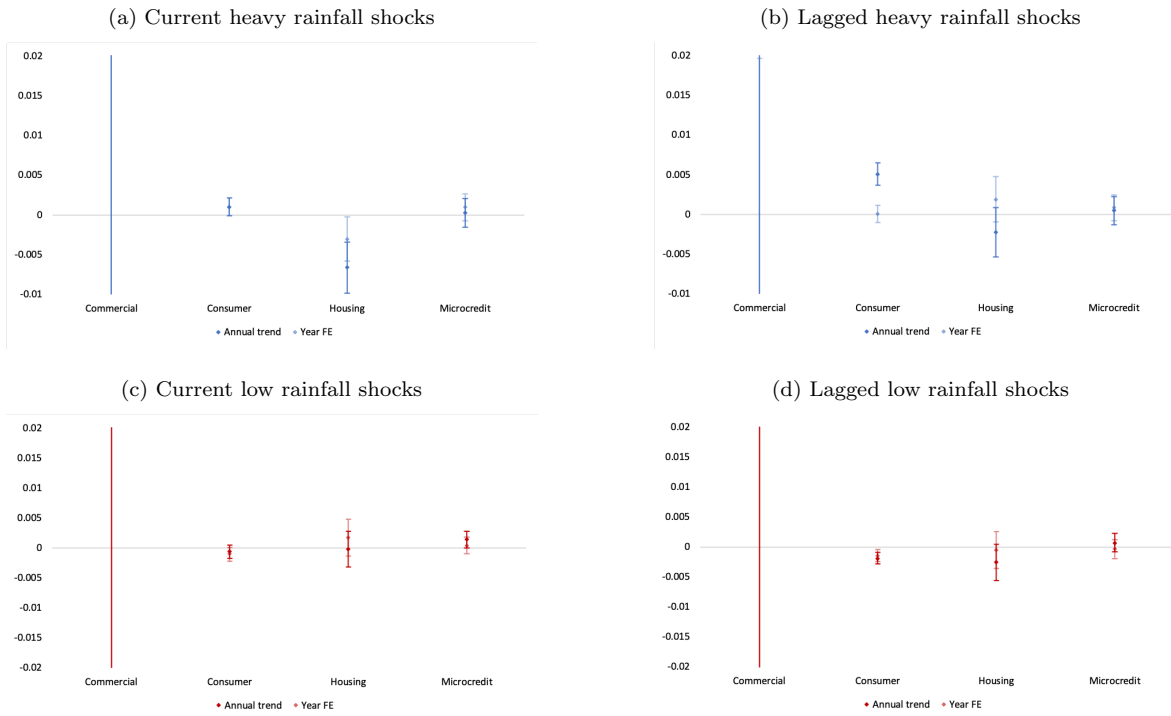 (a) Current heavy rainfall shocks
0.02
0.015
0.01
0.005
0
-0.005
-0.01
Commercial Consumer Housing Microcredit
Annual trend Year FE
(b) Lagged heavy rainfall shocks
0.02
0.015
0.01
0.005
0
-0.005
-0.01
Commercial Consumer Housing Microcredit
Annual trend Year FE
(c) Current low rainfall shocks
0.02
0.015
0.01
0.005
0
-0.005
-0.01
-0.015
-0.02
Commercial Consumer Housing Microcredit
Annual trend Year FE
(d) Lagged low rainfall shocks
0.02
0.015
0.01
0.005
0
-0.005
-0.01
-0.015
-0.02
Commercial Consumer Housing Microcredit
Annual trend Year FE